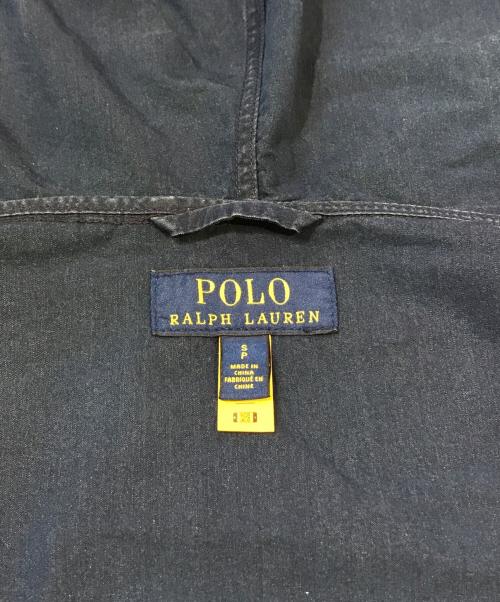 POLO
RALPH LAUREN
S
P
MADE IN
CHINA
FABRIQUÉ EN
CHINE